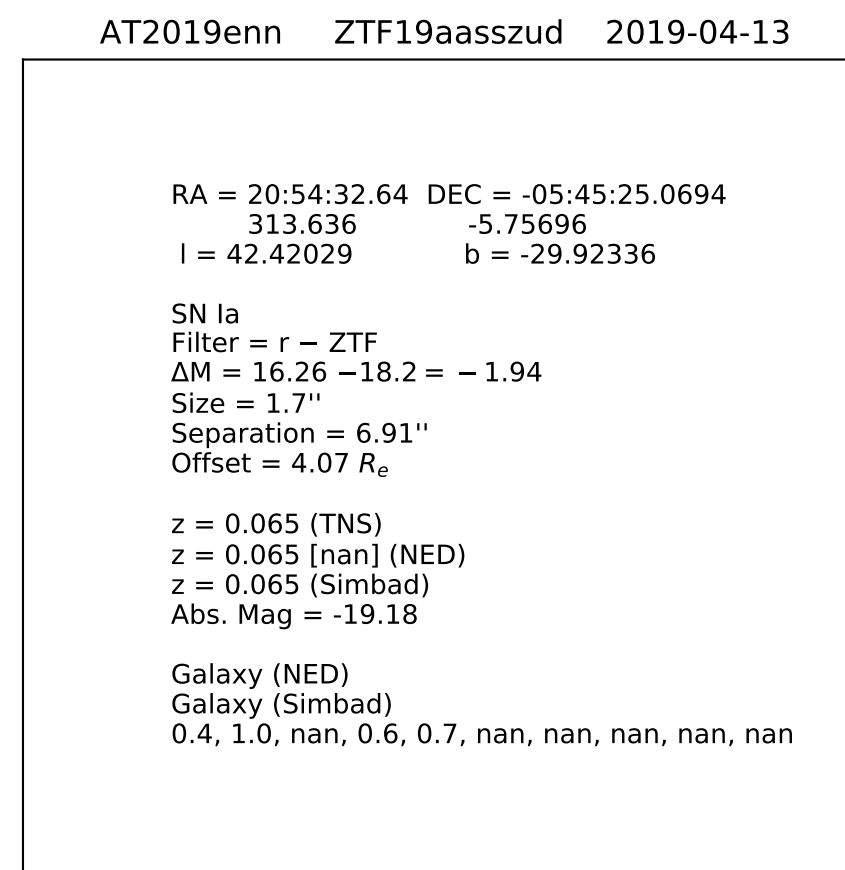 AT2019enn ZTF19aasszud 2019-04-13
RA = 20:54:32.64 DEC = -05:45:25.0694
313.636 -5.75696
l = 42.42029 b = -29.92336
SN Ia
Filter = r − ZTF
ΔM = 16.26 −18.2 = − 1.94
Size = 1.7''
Separation = 6.91''
Offset = 4.07 Re
z = 0.065 (TNS)
z = 0.065 [nan] (NED)
z = 0.065 (Simbad)
Abs. Mag = -19.18
Galaxy (NED)
Galaxy (Simbad)
0.4, 1.0, nan, 0.6, 0.7, nan, nan, nan, nan, nan